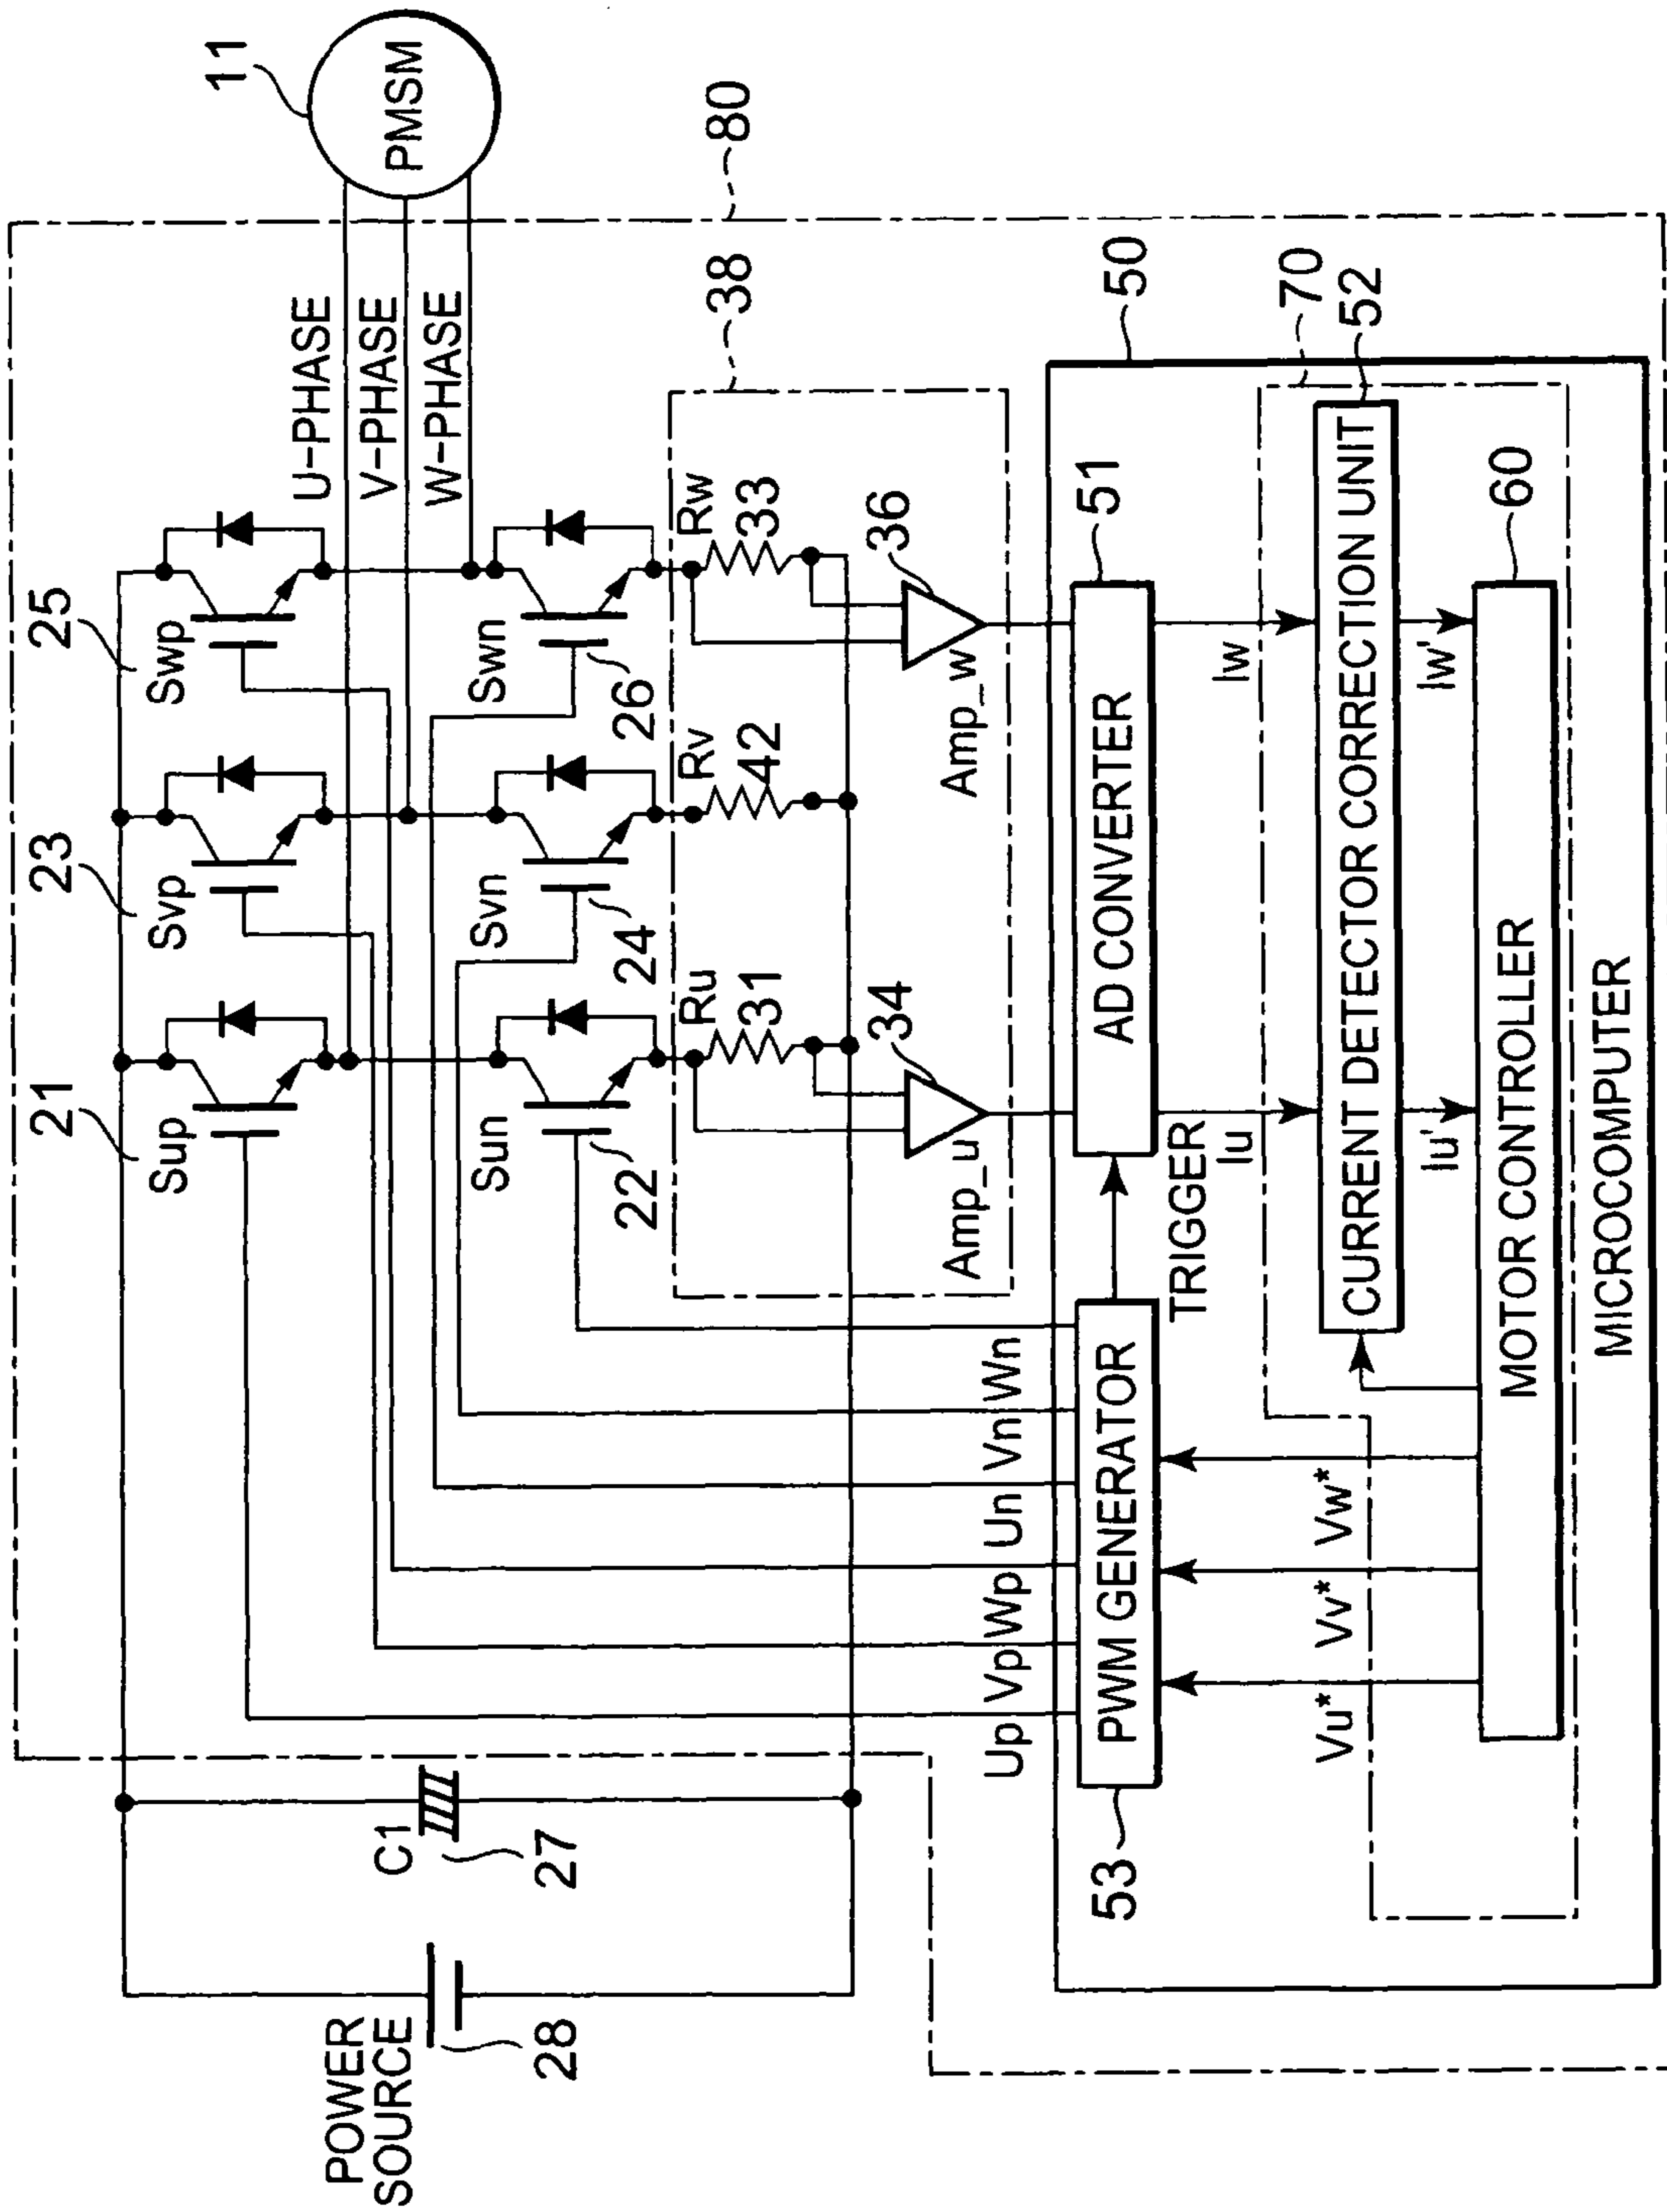 POWER
SOURCE
28
C1
27
21
Sup
23
Svp
25
Swp
11
PMSM
U-PHASE
V-PHASE
W-PHASE
Sun
22
Svn
24
Swn
26
80
38
Ru
31
Rv
42
Rw
33
34
Amp_u
36
Amp_w
Up
Vp
Wp
Un
Vn
Wn
50
53
PWM GENERATOR
TRIGGER
AD CONVERTER
51
Iu
Iw
70
52
CURRENT DETECTOR CORRECTION UNIT
Vu*
Vv*
Vw*
Iu'
Iw'
MOTOR CONTROLLER
60
MICROCOMPUTER